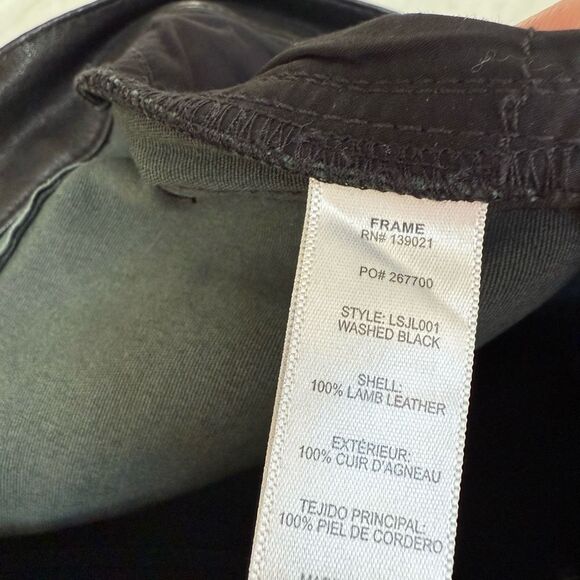 FRAME
RN# 139021
PO# 267700
STYLE: LSJL001
WASHED BLACK
SHELL:
100% LAMB LEATHER
EXTÉRIEUR:
100% CUIR D'AGNEAU
TEJIDO PRINCIPAL:
100% PIEL DE CORDERO